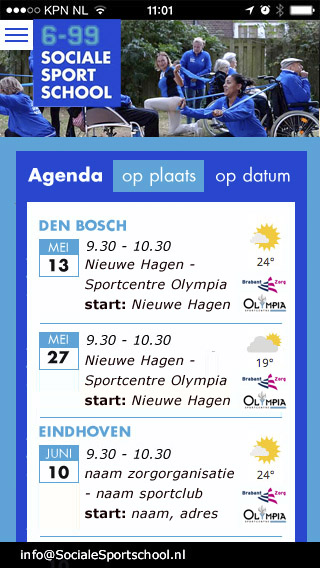 KPN NL 11:01
6-99
SOCIALE
SPORT
SCHOOL
Agenda op plaats op datum
DEN BOSCH
MEI
13
9.30 - 10.30
Nieuwe Hagen -
Sportcentre Olympia
start: Nieuwe Hagen
24°
Brabant Zorg
OLYMPIA
MEI
27
9.30 - 10.30
Nieuwe Hagen -
Sportcentre Olympia
start: Nieuwe Hagen
19°
Brabant Zorg
OLYMPIA
EINDHOVEN
JUNI
10
9.30 - 10.30
naam zorgorganisatie
- naam sportclub
start: naam, adres
24°
Brabant Zorg
OLYMPIA
info@SocialeSportschool.nl